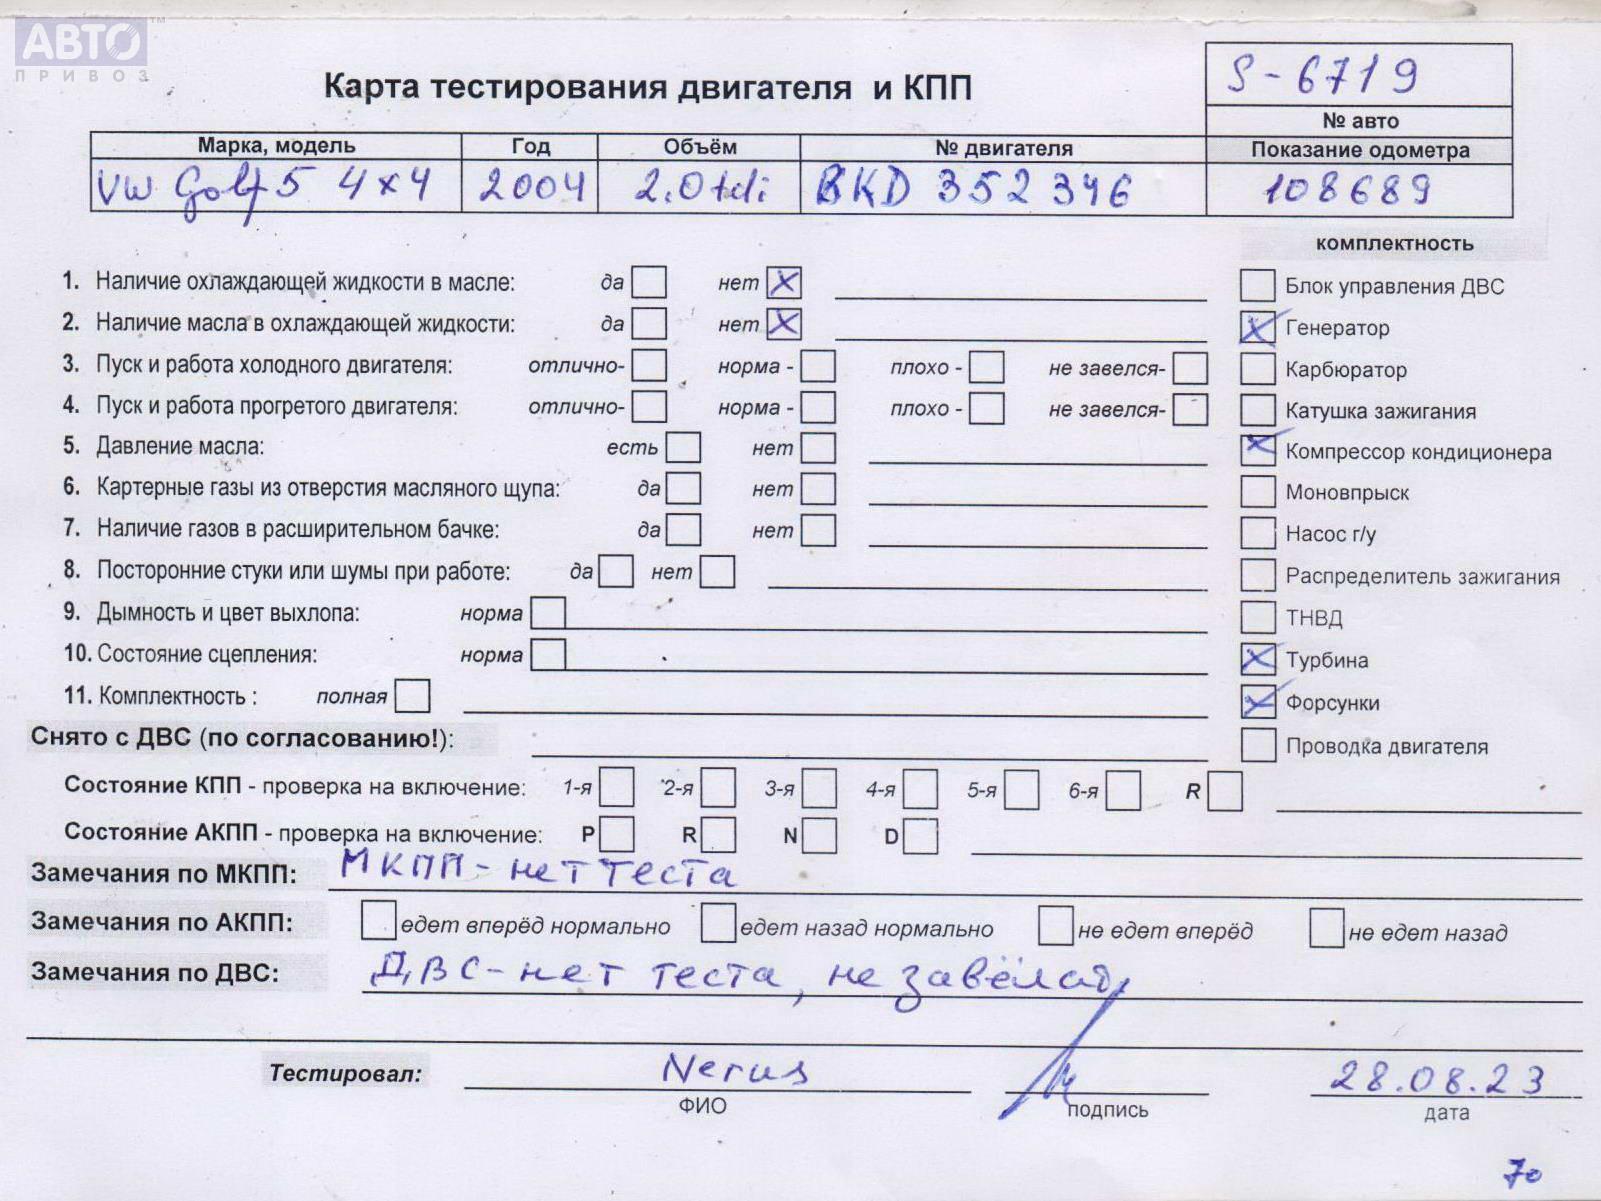 АВТО™
ПРИВОЗ
Карта тестирования двигателя и КПП
S-6719
№ авто
Марка, модель Год Объём № двигателя Показание одометра
VW Golf 5 4x4 2004 2.0 tdi BKD 352 346 108689
комплектность
1. Наличие охлаждающей жидкости в масле: да нет X
Блок управления ДВС
2. Наличие масла в охлаждающей жидкости: да нет X
X Генератор
3. Пуск и работа холодного двигателя: отлично- норма - плохо - не завелся-
Карбюратор
4. Пуск и работа прогретого двигателя: отлично- норма - плохо - не завелся-
Катушка зажигания
5. Давление масла: есть нет
X Компрессор кондиционера
6. Картерные газы из отверстия масляного щупа: да нет
Моновпрыск
7. Наличие газов в расширительном бачке: да нет
Насос г/у
8. Посторонние стуки или шумы при работе: да нет
Распределитель зажигания
9. Дымность и цвет выхлопа: норма
ТНВД
10. Состояние сцепления: норма
X Турбина
11. Комплектность : полная
X Форсунки
Снято с ДВС (по согласованию!):
Проводка двигателя
Состояние КПП - проверка на включение: 1-я 2-я 3-я 4-я 5-я 6-я R
Состояние АКПП - проверка на включение: P R N D
Замечания по МКПП: МКПП - нет теста
Замечания по АКПП: едет вперёд нормально едет назад нормально не едет вперёд не едет назад
Замечания по ДВС: ДВС - нет теста, не завёлась
Тестировал: Nerus 28.08.23
ФИО подпись дата
70